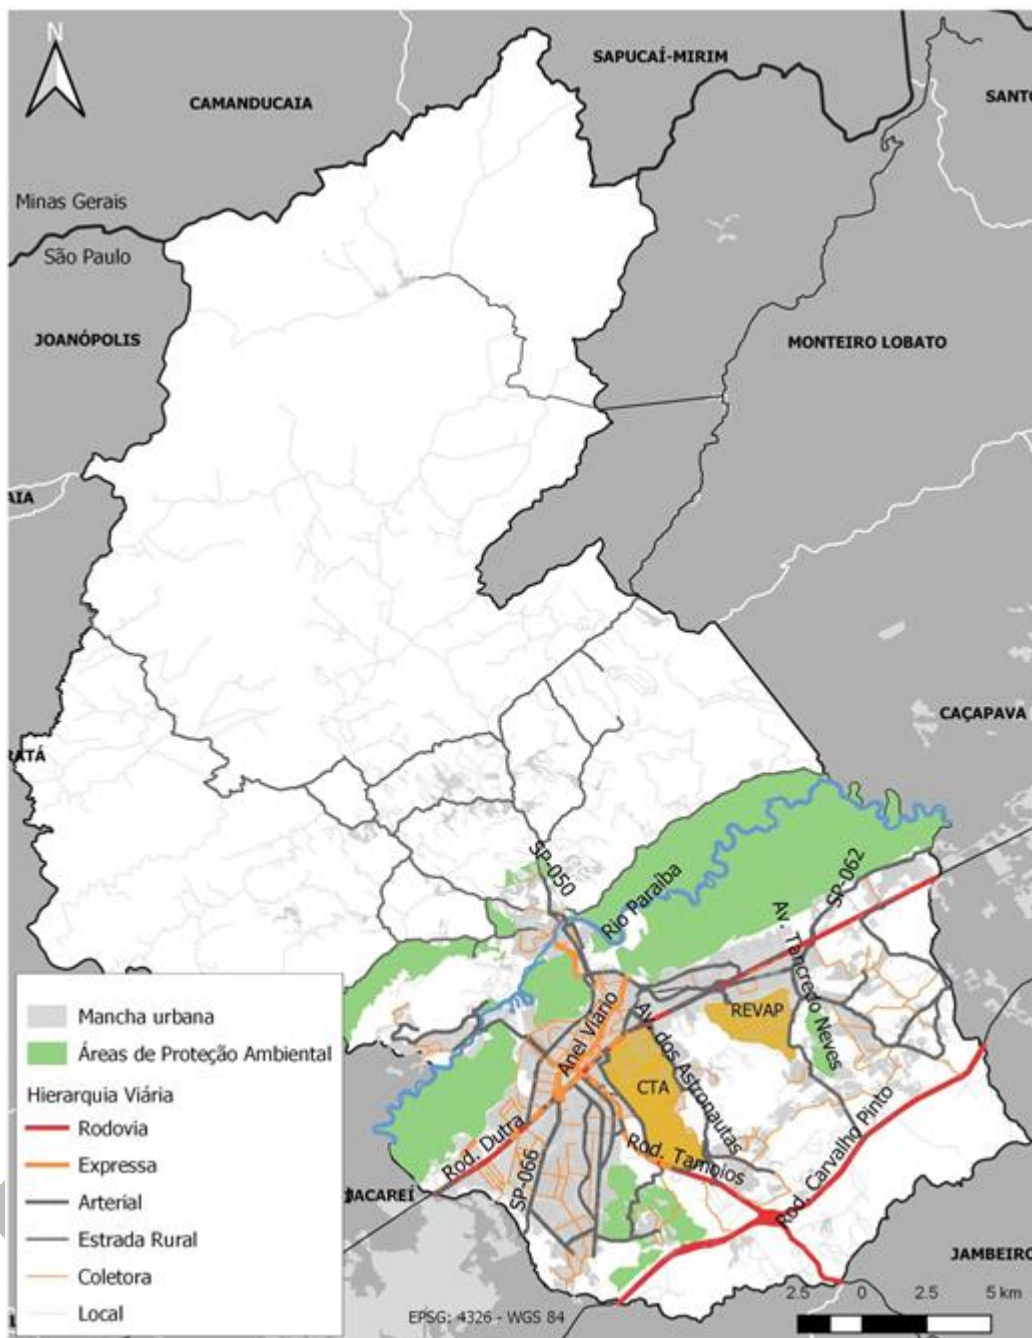 N
SAPUCAÍ-MIRIM
CAMANDUCAIA
SANTO
Minas Gerais
São Paulo
JOANÓPOLIS
MONTEIRO LOBATO
AIA
CAÇAPAVA
RATÁ
SP-050
SP-062
Rio Paraíba
Av. Tancredo Neves
REVAP
Anel Viário
Av. dos Astronautas
CTA
Rod. Carvalho Pinto
Rod. Dutra
Rod. Tamoios
SP-066
JACAREÍ
JAMBEIRO
Mancha urbana
Áreas de Proteção Ambiental
Hierarquia Viária
Rodovia
Expressa
Arterial
Estrada Rural
Coletora
Local
EPSG: 4326 - WGS 84
2.5 0 2.5 5 km